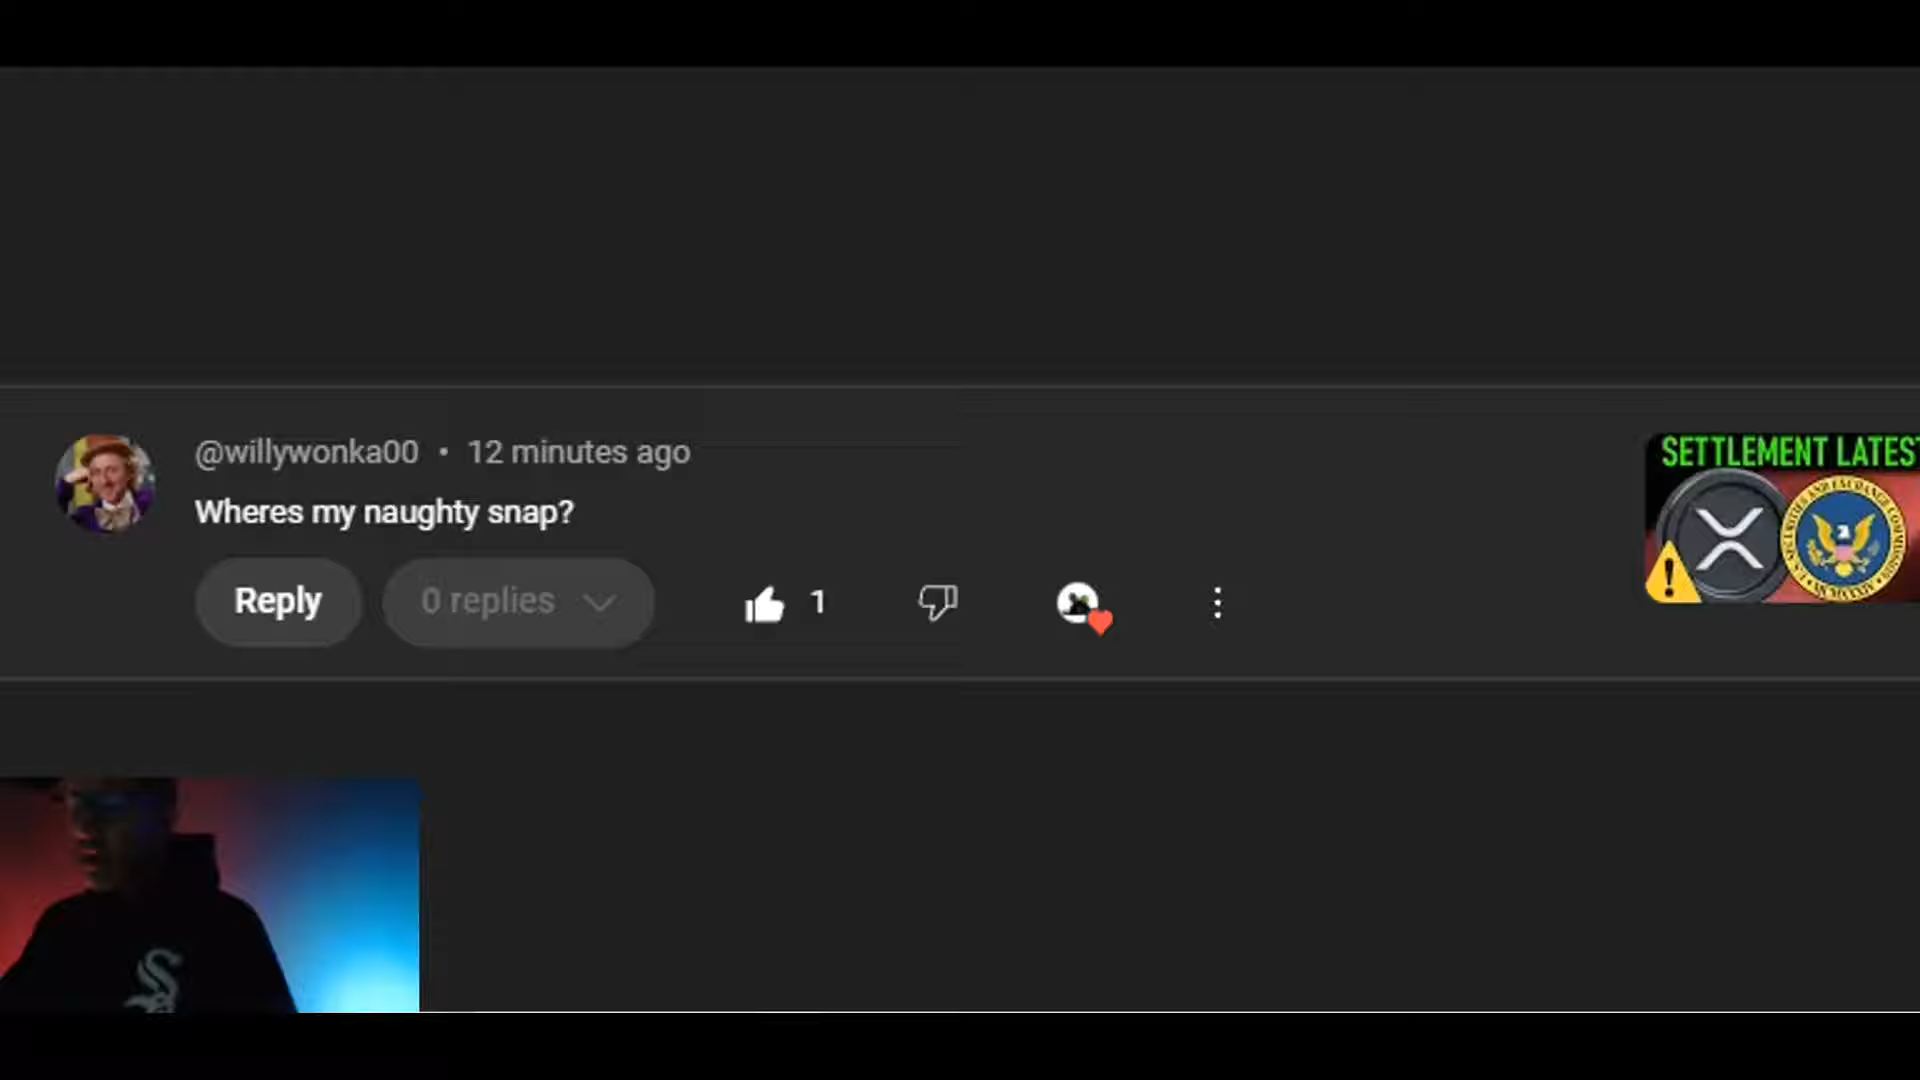 @willywonka00 • 12 minutes ago
Wheres my naughty snap?
Reply
0 replies
1
SETTLEMENT LATEST